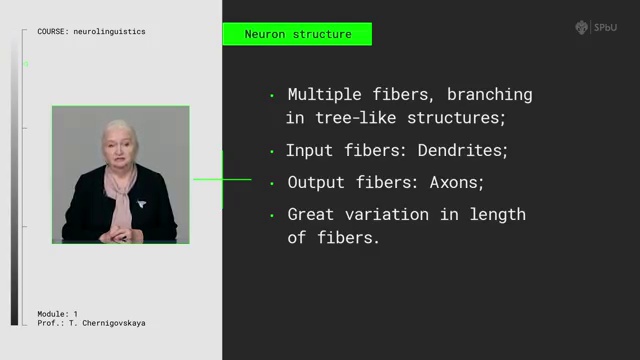 COURSE: neurolinguistics
Neuron structure
SPbU
• Multiple fibers, branching
in tree-like structures;
• Input fibers: Dendrites;
• Output fibers: Axons;
• Great variation in length
of fibers.
Module: 1
Prof.: T. Chernigovskaya